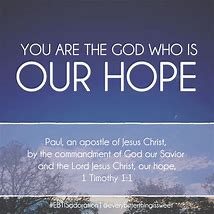 YOU ARE THE GOD WHO IS
OUR HOPE
Paul, an apostle of Jesus Christ,
by the commandment of God our Savior
and the Lord Jesus Christ, our hope,
1 Timothy 1:1